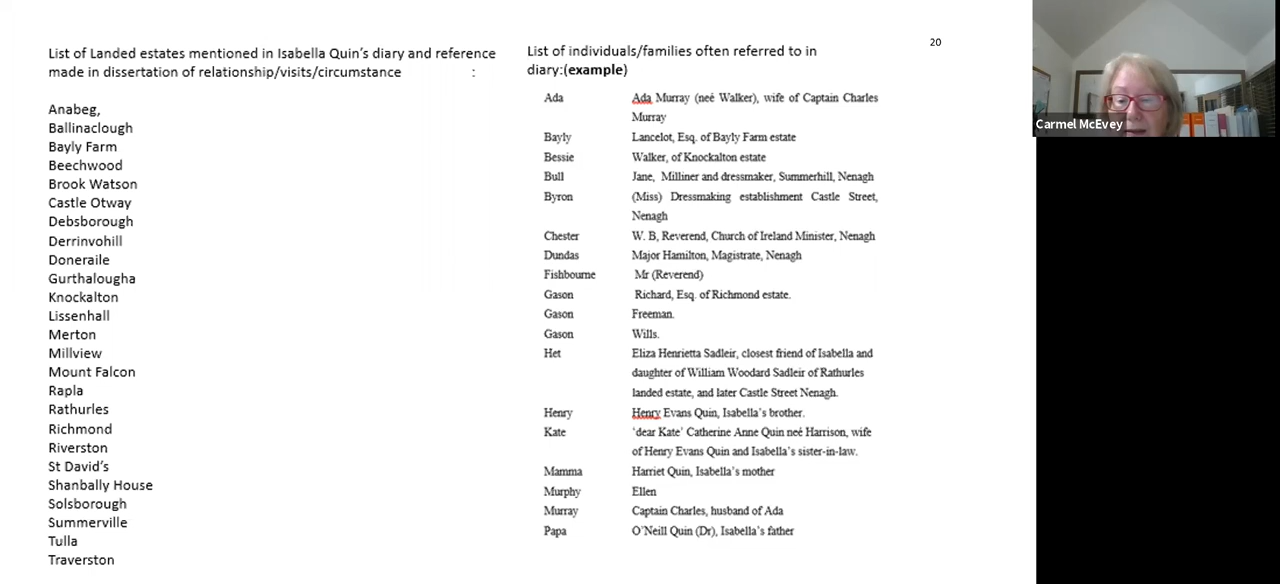 List of Landed estates mentioned in Isabella Quin's diary and reference
made in dissertation of relationship/visits/circumstance :
Anabeg,
Ballinaclough
Bayly Farm
Beechwood
Brook Watson
Castle Otway
Debsborough
Derrinvohill
Doneraile
Gurthalougha
Knockalton
Lissenhall
Merton
Millview
Mount Falcon
Rapla
Rathurles
Richmond
Riverston
St David's
Shanbally House
Solsborough
Summerville
Tulla
Traverston
List of individuals/families often referred to in
diary:(example)
Ada Ada Murray (neé Walker), wife of Captain Charles
Murray
Bayly Lancelot, Esq. of Bayly Farm estate
Bessie Walker, of Knockalton estate
Bull Jane, Milliner and dressmaker, Summerhill, Nenagh
Byron (Miss) Dressmaking establishment Castle Street,
Nenagh
Chester W. B, Reverend, Church of Ireland Minister, Nenagh
Dundas Major Hamilton, Magistrate, Nenagh
Fishbourne Mr (Reverend)
Gason Richard, Esq. of Richmond estate.
Gason Freeman.
Gason Wills.
Het Eliza Henrietta Sadleir, closest friend of Isabella and
daughter of William Woodard Sadleir of Rathurles
landed estate, and later Castle Street Nenagh.
Henry Henry Evans Quin, Isabella's brother.
Kate 'dear Kate' Catherine Anne Quin neé Harrison, wife
of Henry Evans Quin and Isabella's sister-in-law.
Mamma Harriet Quin, Isabella's mother
Murphy Ellen
Murray Captain Charles, husband of Ada
Papa O'Neill Quin (Dr), Isabella's father
20
Carmel McEvey